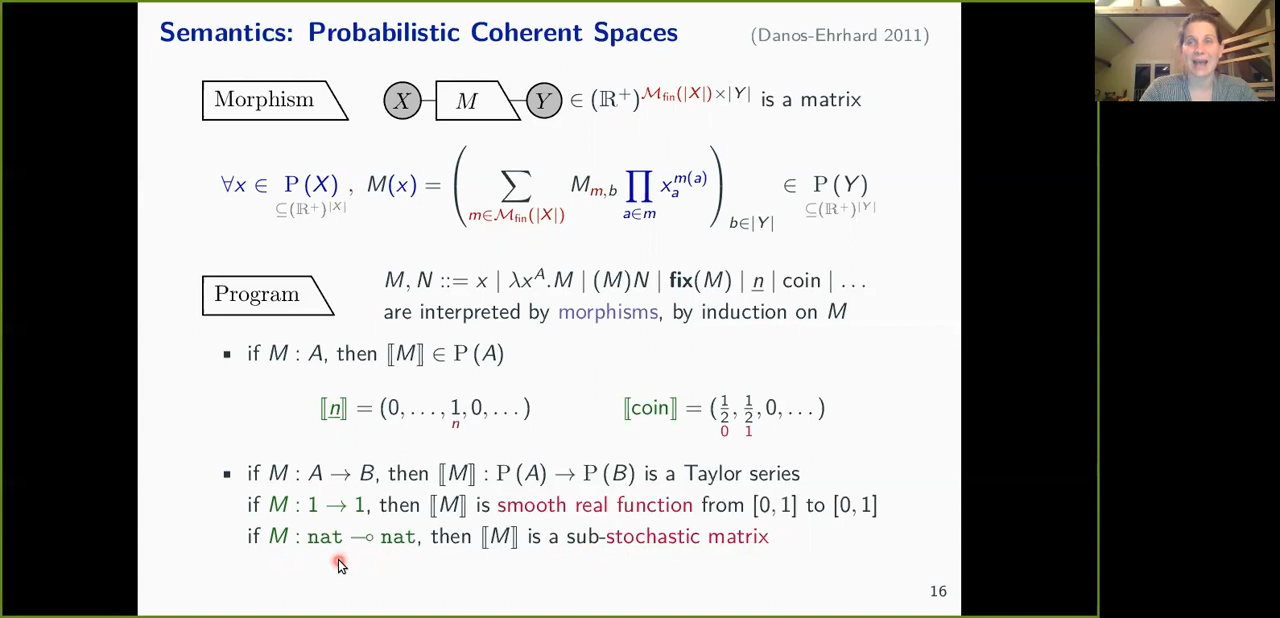 Semantics: Probabilistic Coherent Spaces (Danos-Ehrhard 2011)
Morphism X M Y ∈ (ℝ⁺)^{ℳ_fin(|X|)×|Y|} is a matrix
∀x ∈ P(X), M(x) = ( ∑_{m∈ℳ_fin(|X|)} M_{m,b} ∏_{a∈m} x_a^{m(a)} )_{b∈|Y|} ∈ P(Y)
⊆(ℝ⁺)^{|X|} ⊆(ℝ⁺)^{|Y|}
Program M, N ::= x | λx^A.M | (M)N | fix(M) | n | coin | ...
are interpreted by morphisms, by induction on M
▪ if M : A, then ⟦M⟧ ∈ P(A)
⟦n⟧ = (0, ..., 1, 0, ...) ⟦coin⟧ = (1/2, 1/2, 0, ...)
n 0 1
▪ if M : A → B, then ⟦M⟧ : P(A) → P(B) is a Taylor series
if M : 1 → 1, then ⟦M⟧ is smooth real function from [0, 1] to [0, 1]
if M : nat ⊸ nat, then ⟦M⟧ is a sub-stochastic matrix
16